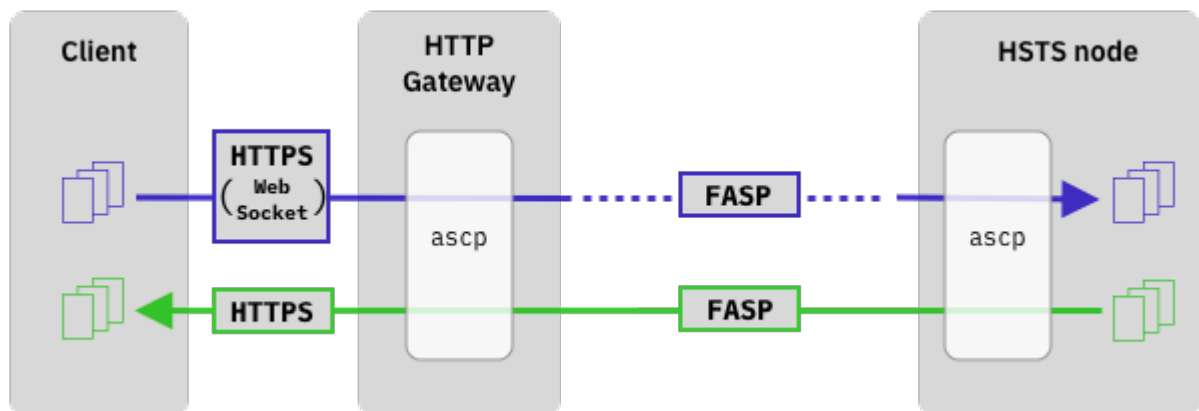 Client
HTTP
Gateway
HSTS node
HTTPS
(Web
Socket)
FASP
ascp
ascp
HTTPS
FASP